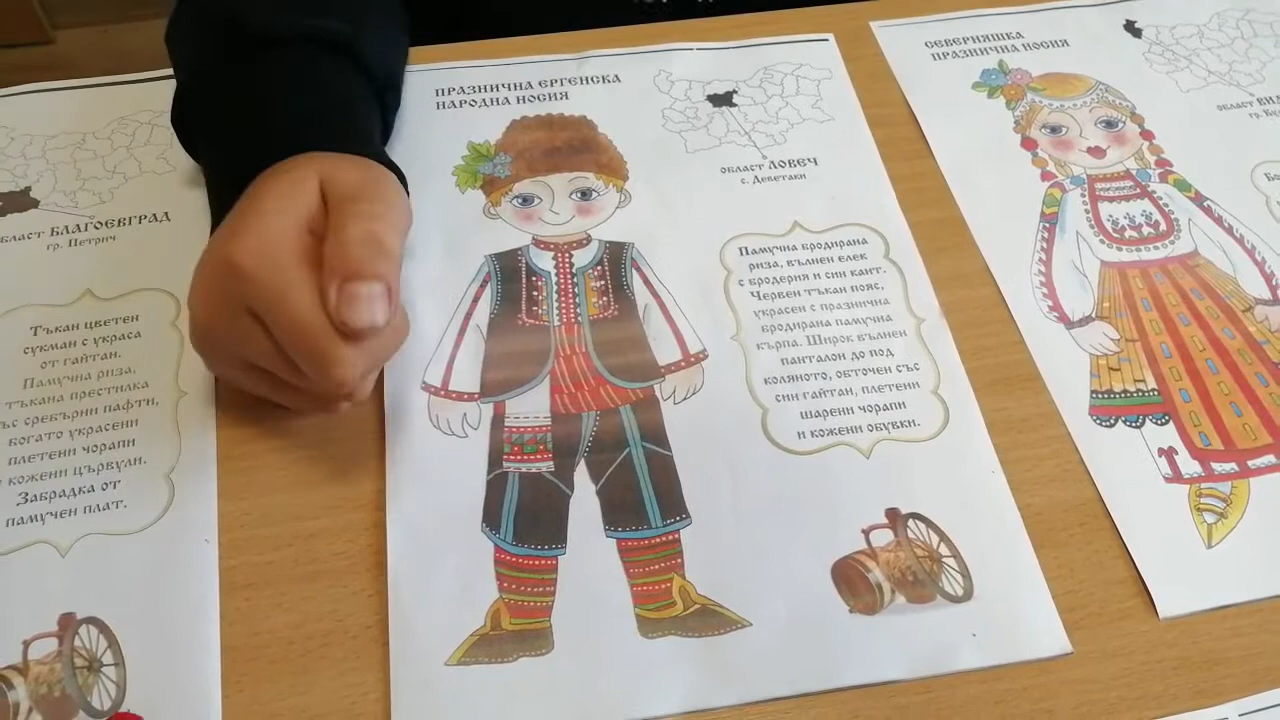 област БЛАГОЕВГРАД
гр. Петрич
Тъкан цветен
сукман с украса
от гайтан.
Памучна риза,
тъкана престилка
със сребърни пафти,
богато украсени
плетени чорапи
и кожени цървули.
Забрадка от
памучен плат.
ПРАЗНИЧНА ЕРГЕНСКА
НАРОДНА НОСИЯ
област ЛОВЕЧ
с. Деветаки
Памучна бродирана
риза, вълнен елек
с бродерия и син кант.
Червен тъкан пояс,
украсен с празнична
бродирана памучна
кърпа. Широк вълнен
панталон до под
коляното, обточен със
син гайтан, плетени
шарени чорапи
и кожени обувки.
СЕВЕРНЯШКА
ПРАЗНИЧНА НОСИЯ
област
гр.